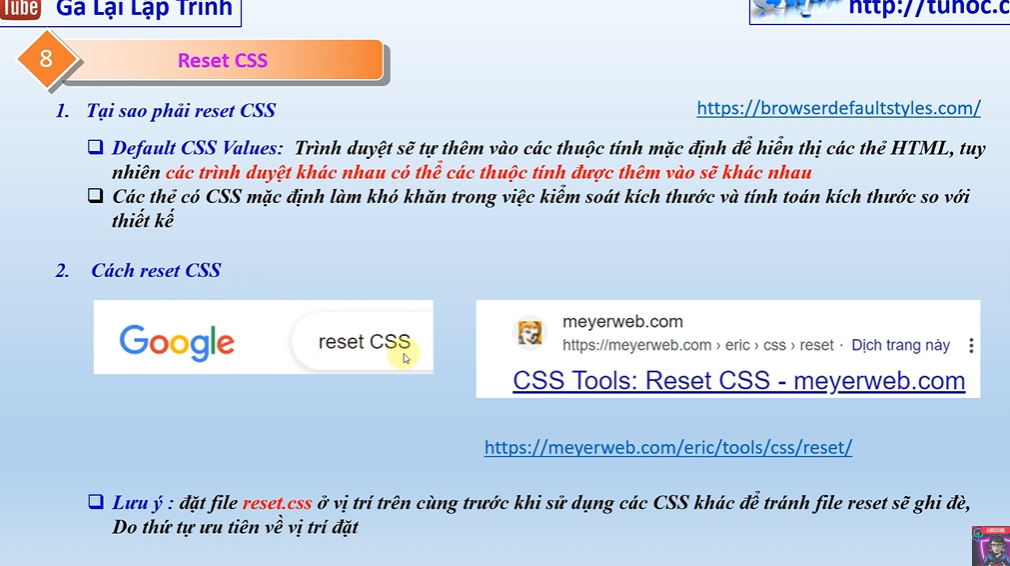 Tube Gà Lại Lập Trình
http://tuhoc.c
8
Reset CSS
1. Tại sao phải reset CSS
https://browserdefaultstyles.com/
Default CSS Values: Trình duyệt sẽ tự thêm vào các thuộc tính mặc định để hiển thị các thẻ HTML, tuy
nhiên các trình duyệt khác nhau có thể các thuộc tính được thêm vào sẽ khác nhau
Các thẻ có CSS mặc định làm khó khăn trong việc kiểm soát kích thước và tính toán kích thước so với
thiết kế
2. Cách reset CSS
Google
reset CSS
meyerweb.com
https://meyerweb.com › eric › css › reset · Dịch trang này
CSS Tools: Reset CSS - meyerweb.com
https://meyerweb.com/eric/tools/css/reset/
Lưu ý : đặt file reset.css ở vị trí trên cùng trước khi sử dụng các CSS khác để tránh file reset sẽ ghi đè,
Do thứ tự ưu tiên về vị trí đặt
SUBSCRIBE